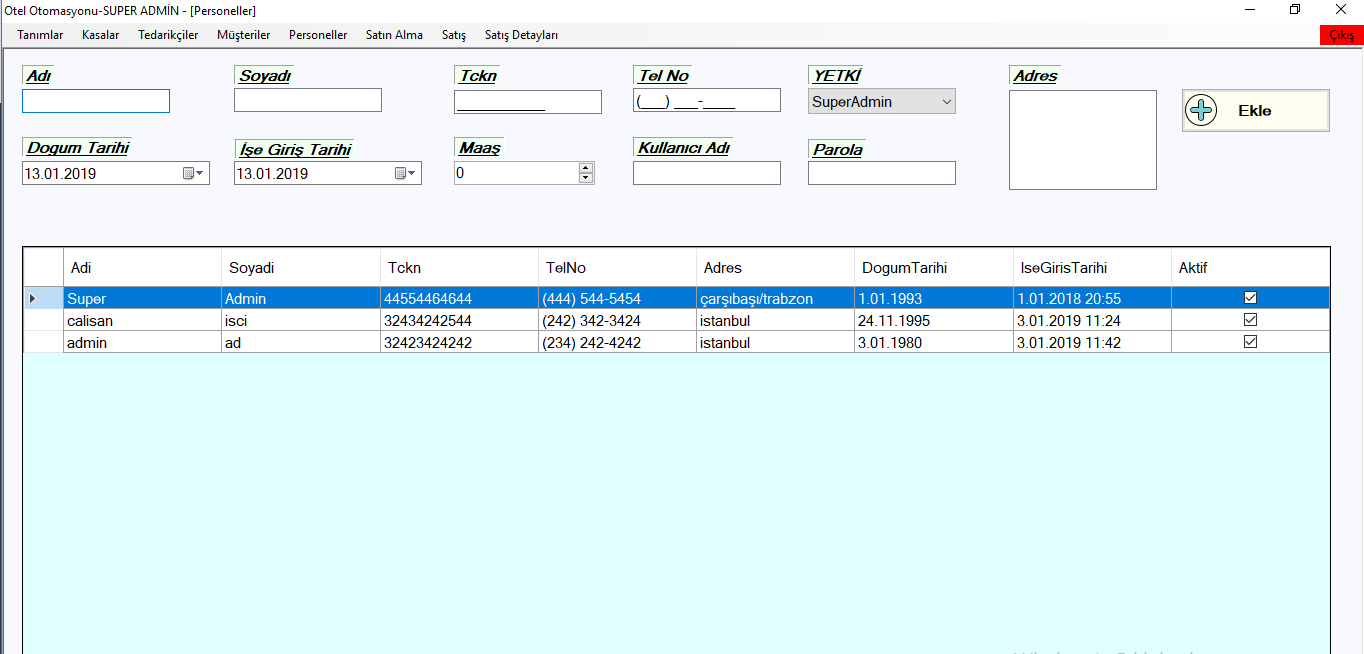 Otel Otomasyonu-SUPER ADMİN - [Personeller]
Tanımlar Kasalar Tedarikçiler Müşteriler Personeller Satın Alma Satış Satış Detayları Çıkış
Adı Soyadı Tckn Tel No YETKİ Adres
___________ (___) ___-____ SuperAdmin Ekle
Dogum Tarihi İşe Giriş Tarihi Maaş Kullanıcı Adı Parola
13.01.2019 13.01.2019 0
Adi Soyadi Tckn TelNo Adres DogumTarihi IseGirisTarihi Aktif
Super Admin 44554464644 (444) 544-5454 çarşıbaşı/trabzon 1.01.1993 1.01.2018 20:55
calisan isci 32434242544 (242) 342-3424 istanbul 24.11.1995 3.01.2019 11:24
admin ad 32423424242 (234) 242-4242 istanbul 3.01.1980 3.01.2019 11:42